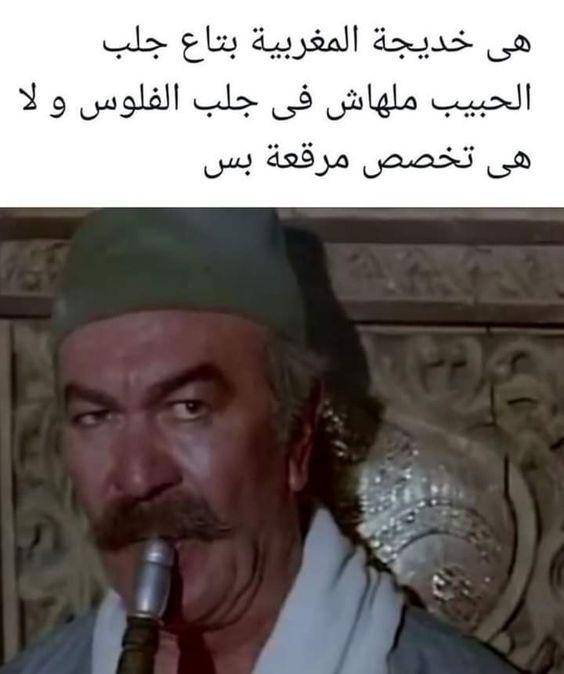 هى خديجة المغربية بتاع جلب
الحبيب ملهاش فى جلب الفلوس و لا
هى تخصص مرقعة بس